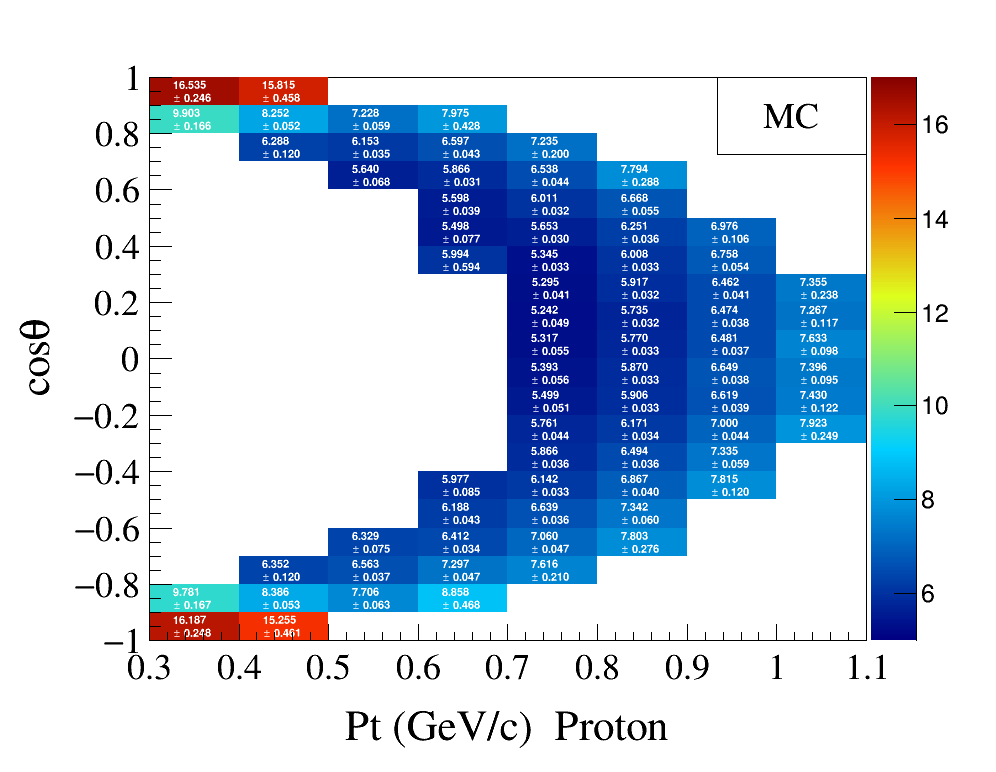 MC
1
0.8
0.6
0.4
0.2
0
−0.2
−0.4
−0.6
−0.8
−1
cosθ
16.535 15.815
± 0.246 ± 0.458
9.903 8.252 7.228 7.975
± 0.166 ± 0.052 ± 0.059 ± 0.428
6.288 6.153 6.597 7.235
± 0.120 ± 0.035 ± 0.043 ± 0.200
5.640 5.866 6.538 7.794
± 0.068 ± 0.031 ± 0.044 ± 0.288
5.598 6.011 6.668
± 0.039 ± 0.032 ± 0.055
5.498 5.653 6.251 6.976
± 0.077 ± 0.030 ± 0.036 ± 0.106
5.994 5.345 6.008 6.758
± 0.594 ± 0.033 ± 0.033 ± 0.054
5.295 5.917 6.462 7.355
± 0.041 ± 0.032 ± 0.041 ± 0.238
5.242 5.735 6.474 7.267
± 0.049 ± 0.032 ± 0.038 ± 0.117
5.317 5.770 6.481 7.633
± 0.055 ± 0.033 ± 0.037 ± 0.098
5.393 5.870 6.649 7.396
± 0.056 ± 0.033 ± 0.038 ± 0.095
5.499 5.906 6.619 7.430
± 0.051 ± 0.033 ± 0.039 ± 0.122
5.761 6.171 7.000 7.923
± 0.044 ± 0.034 ± 0.044 ± 0.249
5.866 6.494 7.335
± 0.036 ± 0.036 ± 0.059
5.977 6.142 6.867 7.815
± 0.085 ± 0.033 ± 0.040 ± 0.120
6.188 6.639 7.342
± 0.043 ± 0.036 ± 0.060
6.329 6.412 7.060 7.803
± 0.075 ± 0.034 ± 0.047 ± 0.276
6.352 6.563 7.297 7.616
± 0.120 ± 0.037 ± 0.047 ± 0.210
9.781 8.386 7.706 8.858
± 0.167 ± 0.053 ± 0.063 ± 0.468
16.187 15.255
± 0.248 ± 0.461
16
14
12
10
8
6
0.3 0.4 0.5 0.6 0.7 0.8 0.9 1 1.1
Pt (GeV/c) Proton